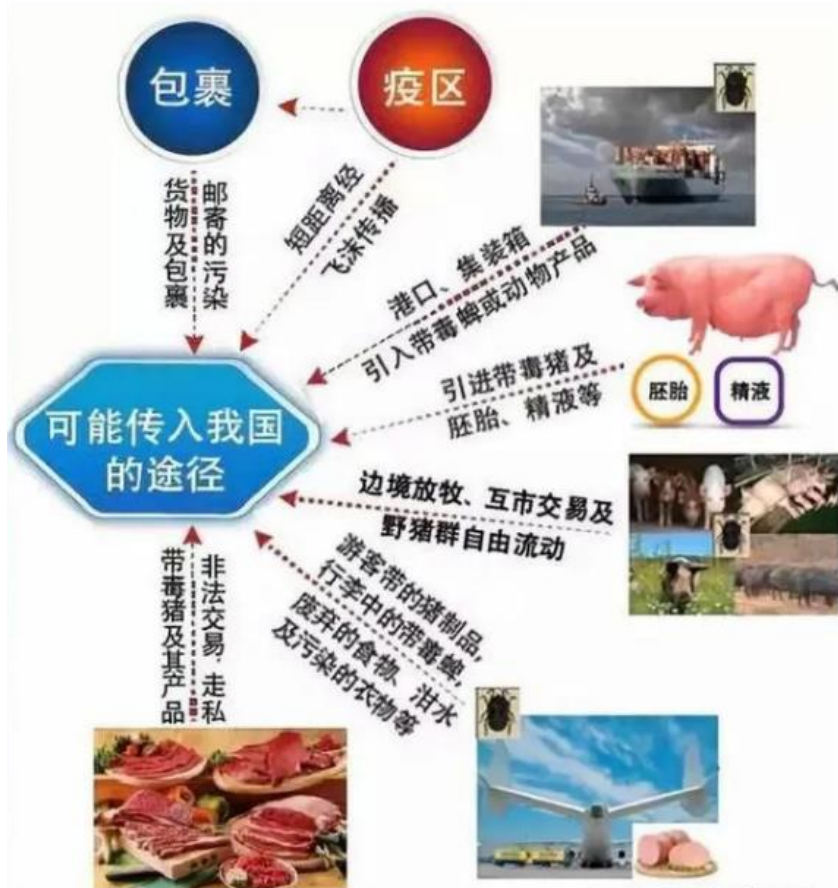 包裹
疫区
邮寄的污染
货物及包裹
短距离经
飞沫传播
港口、集装箱
引入带毒蜱或动物产品
引进带毒猪及
胚胎、精液等
胚胎
精液
可能传入我国
的途径
边境放牧、互市交易及
野猪群自由流动
游客带的猪制品,
行李中的带毒蜱,
废弃的食物、泔水
及污染的衣物等
非法交易,走私
带毒猪及其产品